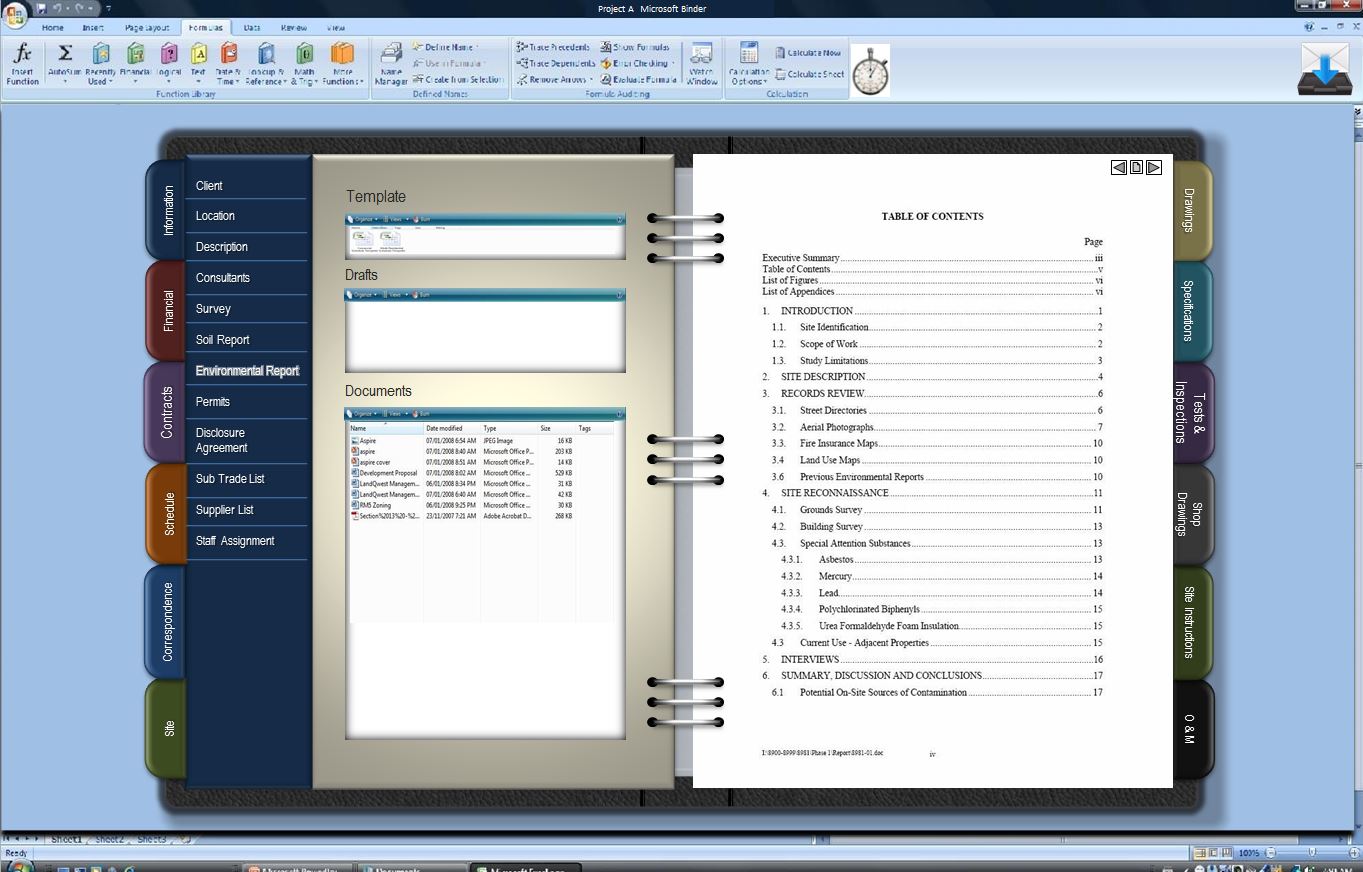 Project A Microsoft Binder
Home Insert Page Layout Formulas Data Review View
Insert Function
AutoSum
Recently Used
Financial
Logical
Text
Date & Time
Lookup & Reference
Math & Trig
More Functions
Function Library
Name Manager
Define Name
Use in Formula
Create from Selection
Defined Names
Trace Precedents
Trace Dependents
Remove Arrows
Show Formulas
Error Checking
Evaluate Formula
Watch Window
Formula Auditing
Calculation Options
Calculate Now
Calculate Sheet
Calculation
Information
Financial
Contracts
Schedule
Correspondence
Site
Client
Location
Description
Consultants
Survey
Soil Report
Environmental Report
Permits
Disclosure
Agreement
Sub Trade List
Supplier List
Staff Assignment
Template
Organize Views Burn
Drafts
Organize Views Burn
Documents
Organize Views Burn
Name Date modified Type Size Tags
Aspire 07/01/2008 6:54 AM JPEG Image 16 KB
aspire 07/01/2008 8:40 AM Microsoft Office P... 203 KB
aspire cover 07/01/2008 8:51 AM Microsoft Office P... 14 KB
Development Proposal 07/01/2008 8:02 AM Microsoft Office ... 529 KB
LandQwest Managem... 06/01/2008 8:34 PM Microsoft Office ... 31 KB
LandQwest Managem... 07/01/2008 6:40 AM Microsoft Office ... 42 KB
RM5 Zoning 06/01/2008 9:25 PM Microsoft Office ... 30 KB
Section%2013%20-%2... 23/11/2007 7:21 AM Adobe Acrobat D... 268 KB
TABLE OF CONTENTS
Page
Executive Summary iii
Table of Contents v
List of Figures vi
List of Appendices vi
1. INTRODUCTION 1
1.1. Site Identification 2
1.2. Scope of Work 2
1.3. Study Limitations 3
2. SITE DESCRIPTION 4
3. RECORDS REVIEW 6
3.1. Street Directories 6
3.2. Aerial Photographs 7
3.3. Fire Insurance Maps 10
3.4 Land Use Maps 10
3.6 Previous Environmental Reports 10
4. SITE RECONNAISSANCE 11
4.1. Grounds Survey 11
4.2. Building Survey 13
4.3. Special Attention Substances 13
4.3.1. Asbestos 13
4.3.2. Mercury 14
4.3.3. Lead 14
4.3.4. Polychlorinated Biphenyls 15
4.3.5. Urea Formaldehyde Foam Insulation 15
4.3 Current Use - Adjacent Properties 15
5. INTERVIEWS 16
6. SUMMARY, DISCUSSION AND CONCLUSIONS 17
6.1 Potential On-Site Sources of Contamination 17
I:\8900-8999\8981\Phase 1\Report\8981-01.doc iv
Drawings
Specifications
Tests &
Inspections
Shop
Drawings
Site Instructions
O & M
Sheet1 Sheet2 Sheet3
Ready
100%